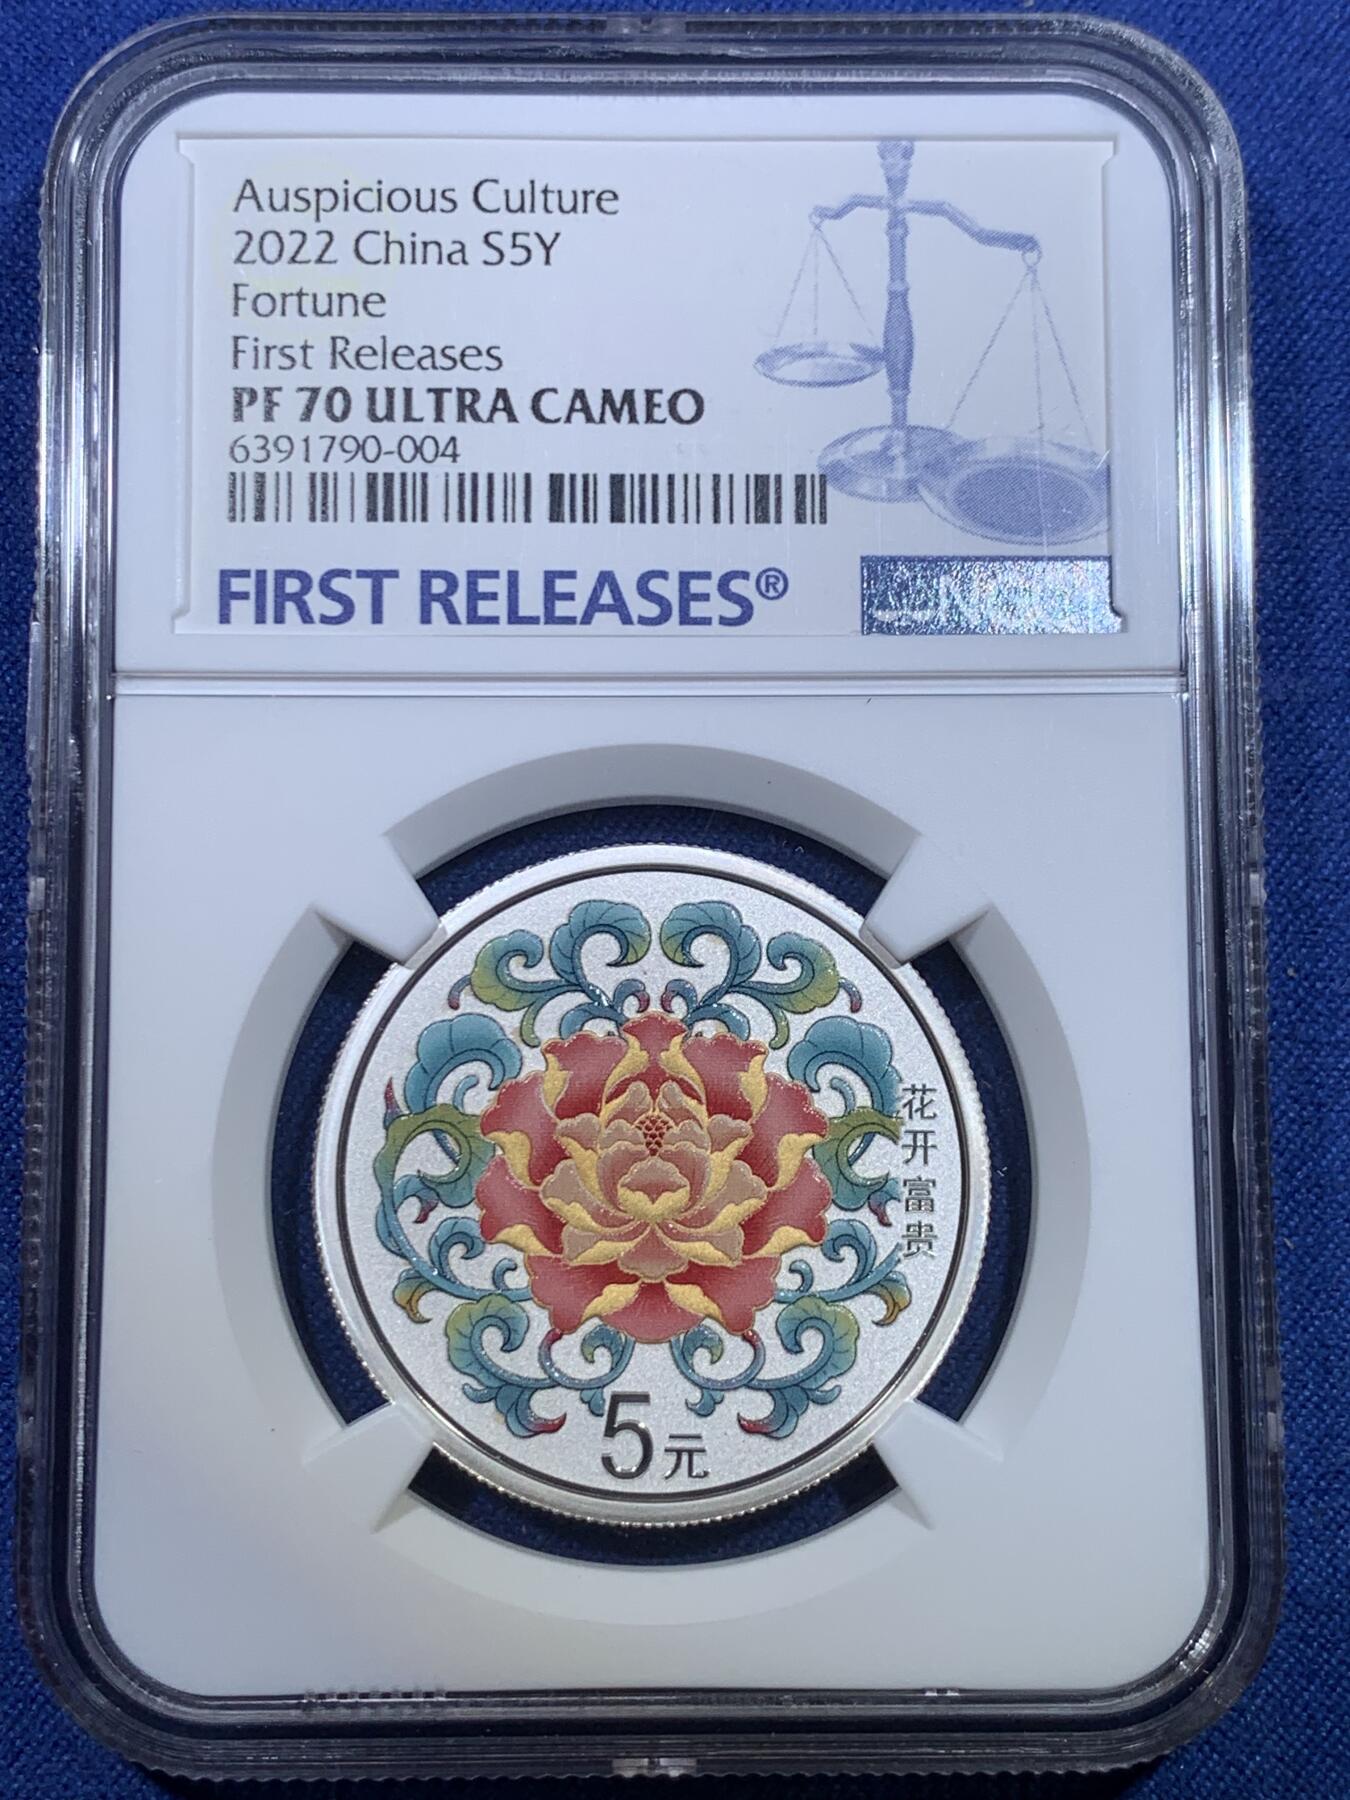 Auspicious Culture
2022 China S5Y
Fortune
First Releases
PF 70 ULTRA CAMEO
6391790-004
FIRST RELEASES®
花开富贵
5元